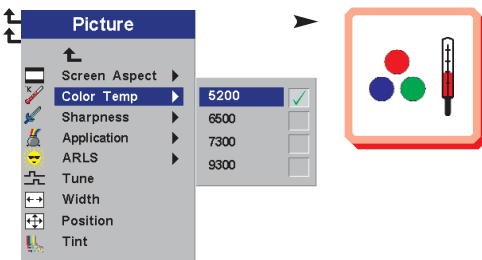 Picture
Screen Aspect
Color Temp
Sharpness
Application
ARLS
Tune
Width
Position
Tint
5200
6500
7300
9300